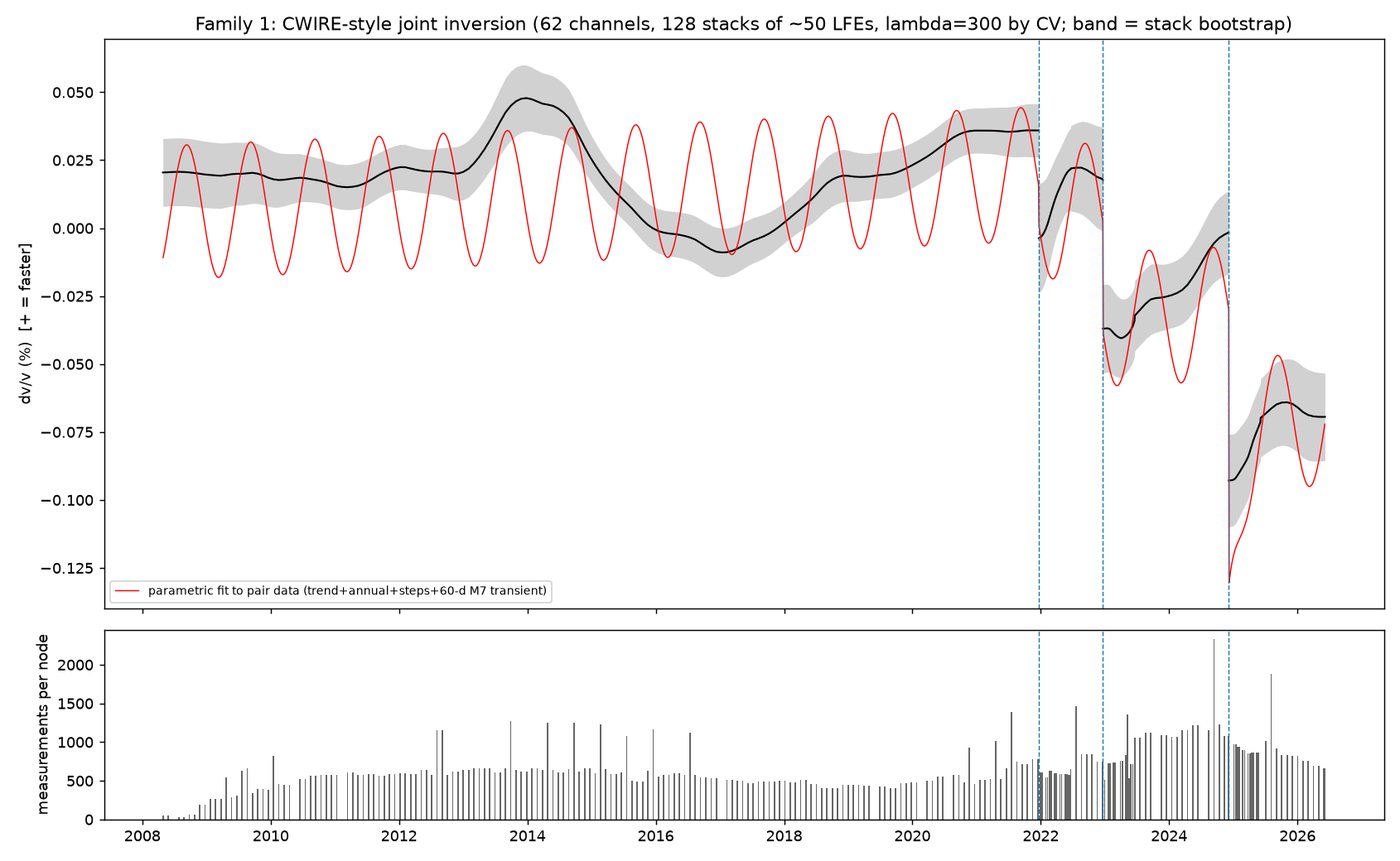 Family 1: CWIRE-style joint inversion (62 channels, 128 stacks of ~50 LFEs, lambda=300 by CV; band = stack bootstrap)
dv/v (%)  [+ = faster]
0.050
0.025
0.000
−0.025
−0.050
−0.075
−0.100
−0.125
parametric fit to pair data (trend+annual+steps+60-d M7 transient)
measurements per node
2000
1500
1000
500
0
2008 2010 2012 2014 2016 2018 2020 2022 2024 2026